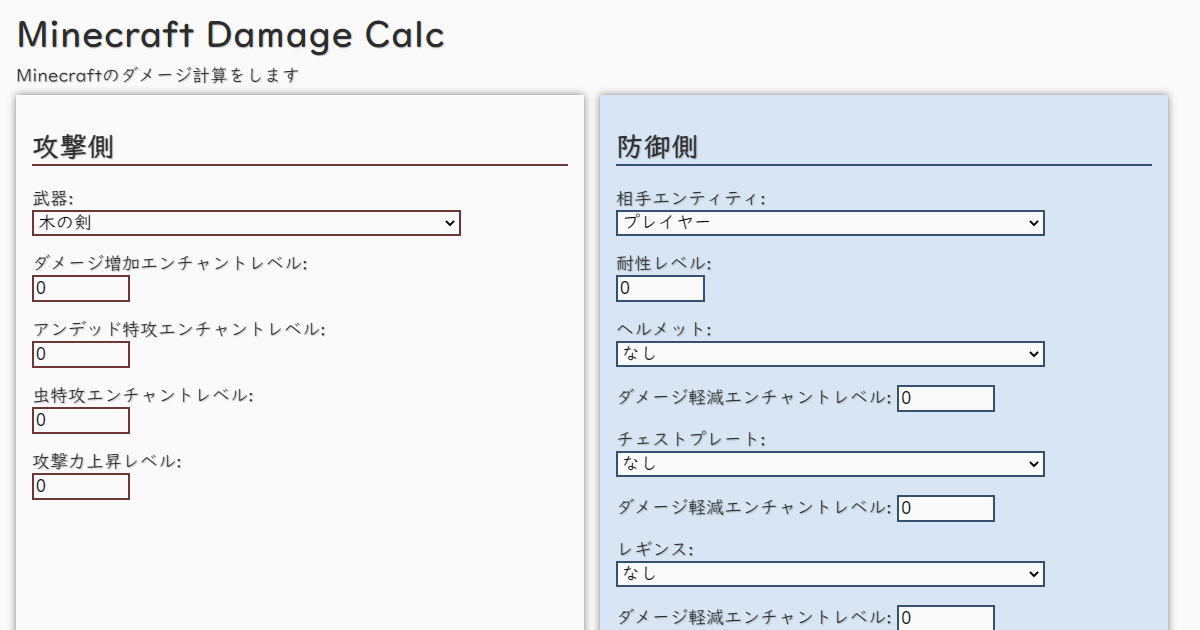 Minecraft Damage Calc
Minecraftのダメージ計算をします
攻撃側
武器:
木の剣
ダメージ増加エンチャントレベル:
0
アンデッド特攻エンチャントレベル:
0
虫特攻エンチャントレベル:
0
攻撃力上昇レベル:
0
防御側
相手エンティティ:
プレイヤー
耐性レベル:
0
ヘルメット:
なし
ダメージ軽減エンチャントレベル: 0
チェストプレート:
なし
ダメージ軽減エンチャントレベル: 0
レギンス:
なし
ダメージ軽減エンチャントレベル: 0